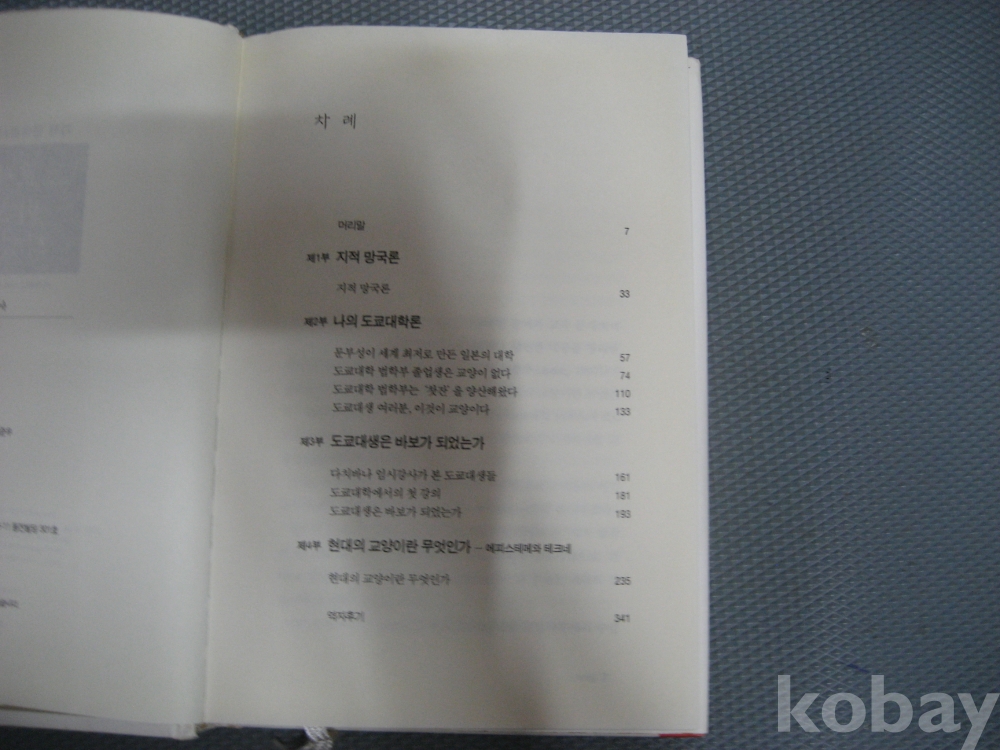 차 례
머리말 7
제1부 지적 망국론
지적 망국론 33
제2부 나의 도쿄대학론
문부성이 세계 최저로 만든 일본의 대학 57
도쿄대학 법학부 졸업생은 교양이 없다 74
도쿄대학 법학부는 '젖잔' 을 양산해왔다 110
도쿄대생 여러분, 이것이 교양이다 133
제3부 도쿄대생은 바보가 되었는가
다치바나 임시강사가 본 도쿄대생들 161
도쿄대학에서의 첫 강의 181
도쿄대생은 바보가 되었는가 193
제4부 현대의 교양이란 무엇인가 – 에피스테메와 테크네
현대의 교양이란 무엇인가 235
역자후기 341
kobay